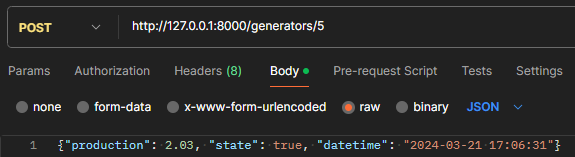 POST http://127.0.0.1:8000/generators/5
Params Authorization Headers (8) Body Pre-request Script Tests Settings
none form-data x-www-form-urlencoded raw binary JSON
1 {"production": 2.03, "state": true, "datetime": "2024-03-21 17:06:31"}